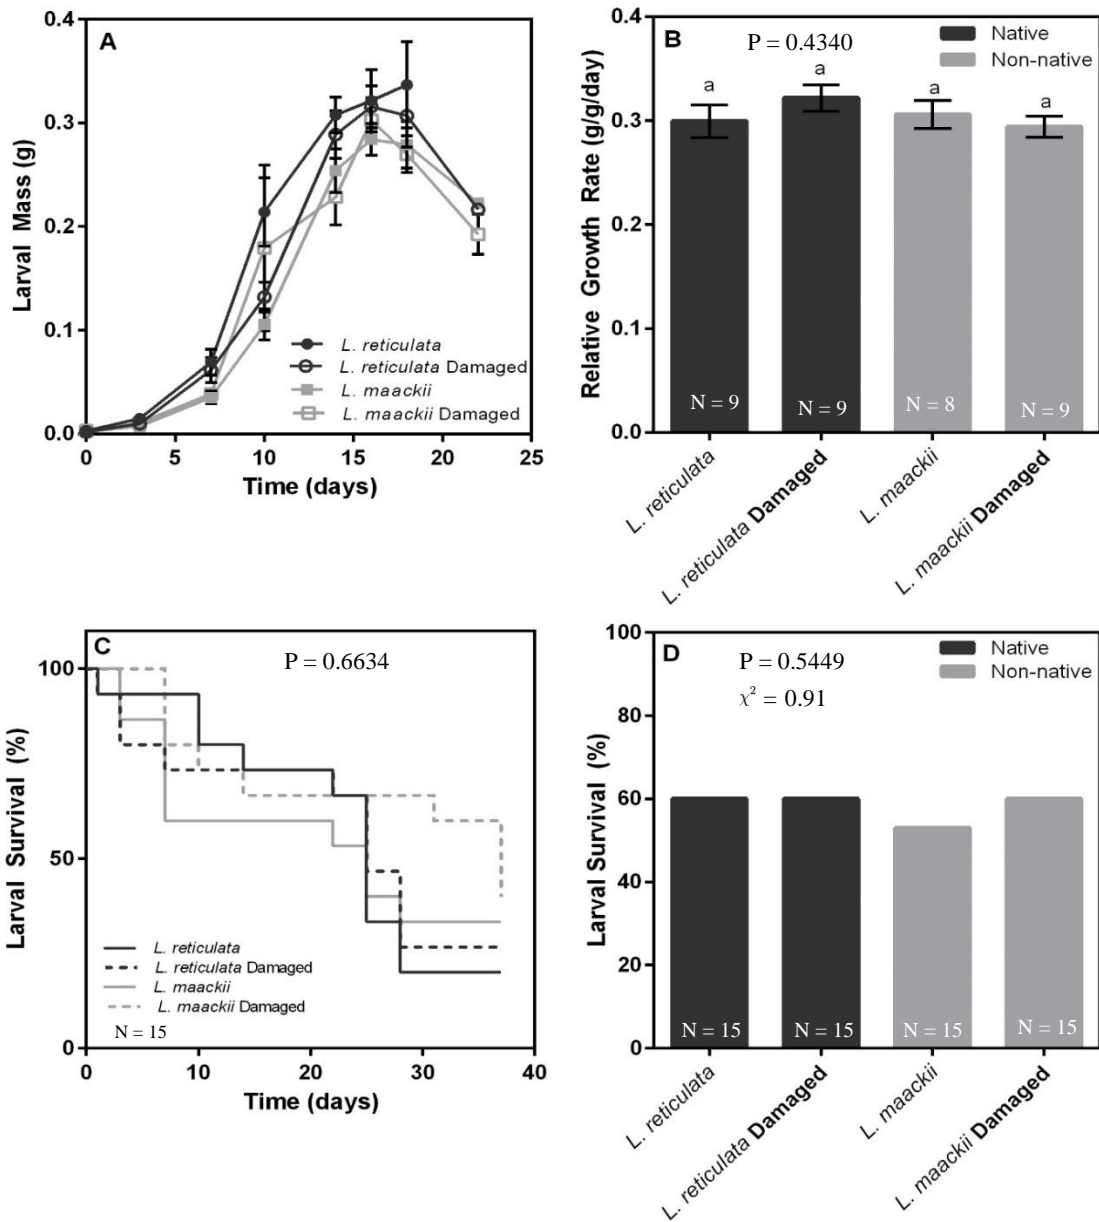 A
0.4
0.3
0.2
0.1
0.0
Larval Mass (g)
L. reticulata
L. reticulata Damaged
L. maackii
L. maackii Damaged
0 5 10 15 20 25
Time (days)
B
P = 0.4340
Native
Non-native
0.4
0.3
0.2
0.1
0.0
Relative Growth Rate (g/g/day)
a a a a
N = 9 N = 9 N = 8 N = 9
L. reticulata
L. reticulata Damaged
L. maackii
L. maackii Damaged
C
P = 0.6634
100
50
0
Larval Survival (%)
L. reticulata
L. reticulata Damaged
L. maackii
L. maackii Damaged
N = 15
0 10 20 30 40
Time (days)
D
P = 0.5449
χ² = 0.91
Native
Non-native
100
80
60
40
20
0
Larval Survival (%)
N = 15 N = 15 N = 15 N = 15
L. reticulata
L. reticulata Damaged
L. maackii
L. maackii Damaged